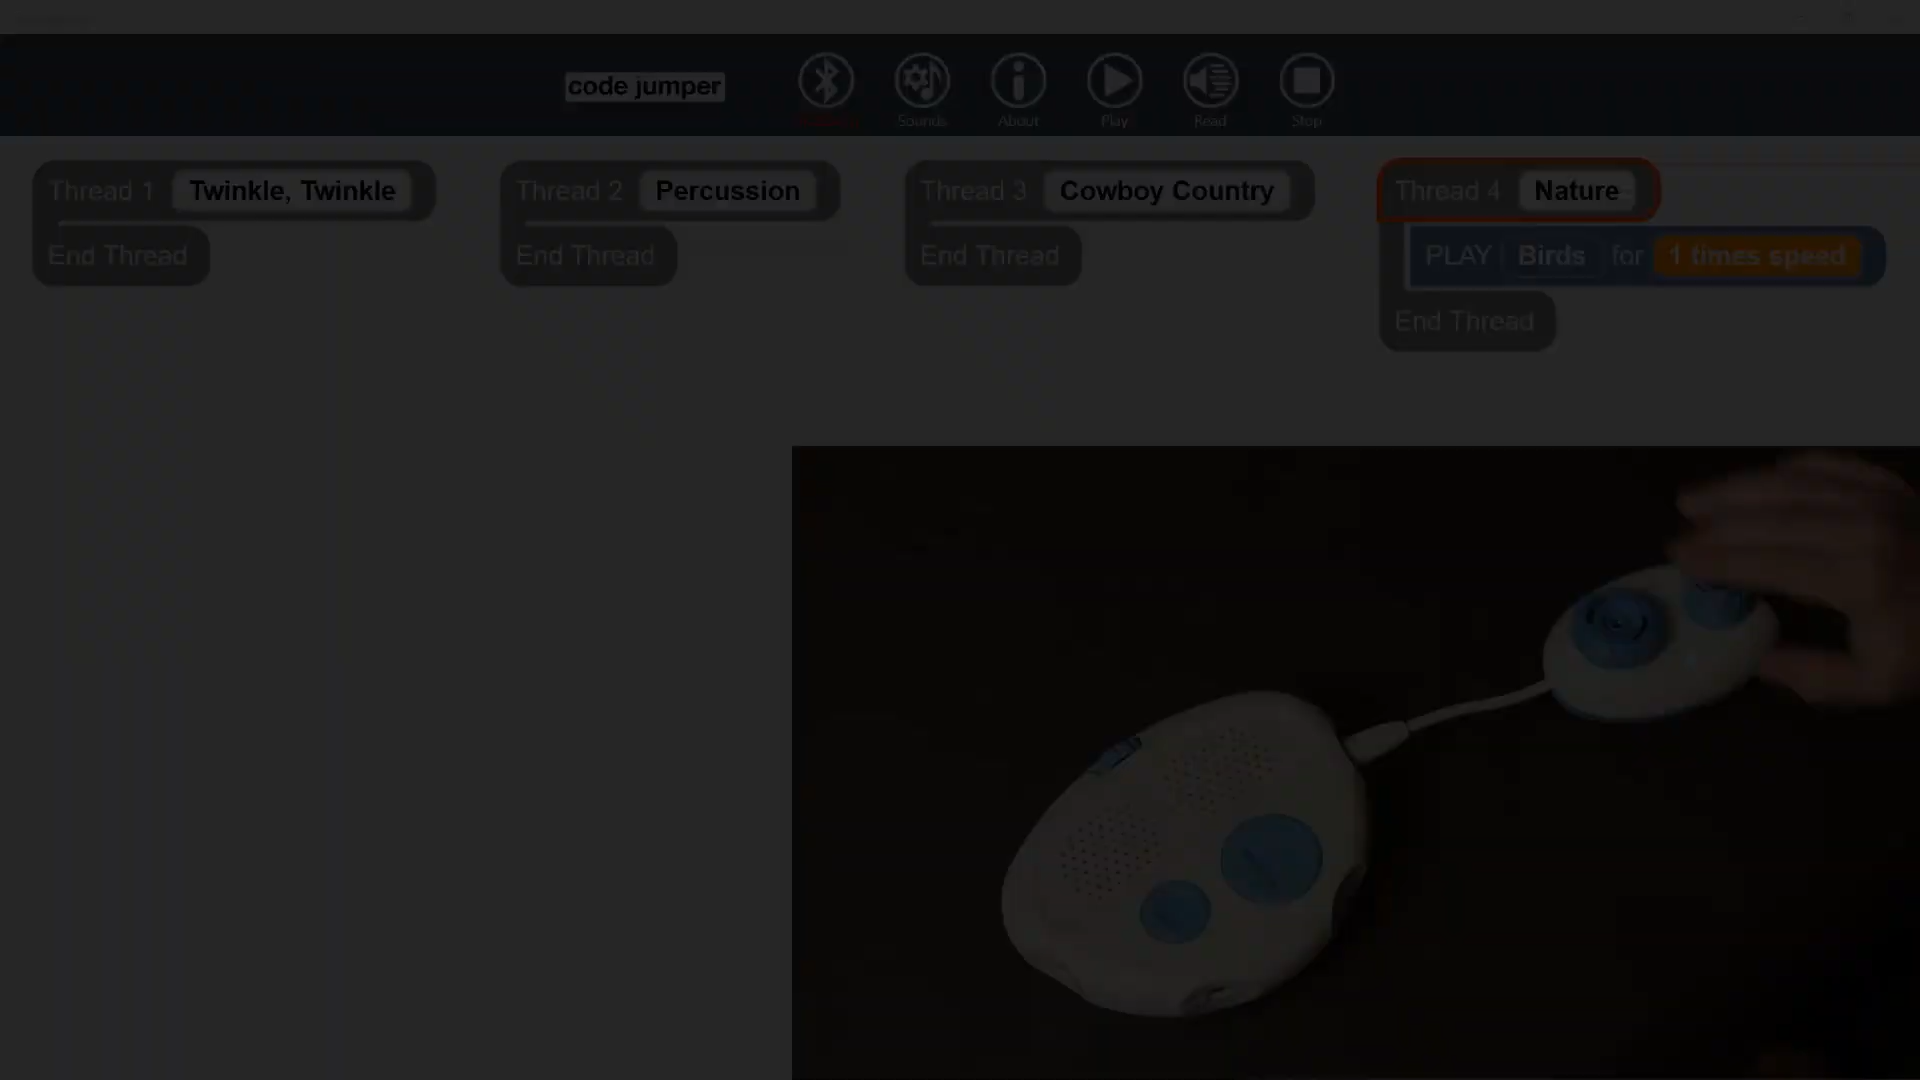 code jumper
Sounds
About
Play
Read
Stop
Thread 1 Twinkle, Twinkle
End Thread
Thread 2 Percussion
End Thread
Thread 3 Cowboy Country
End Thread
Thread 4 Nature
PLAY Birds for 1 times speed
End Thread